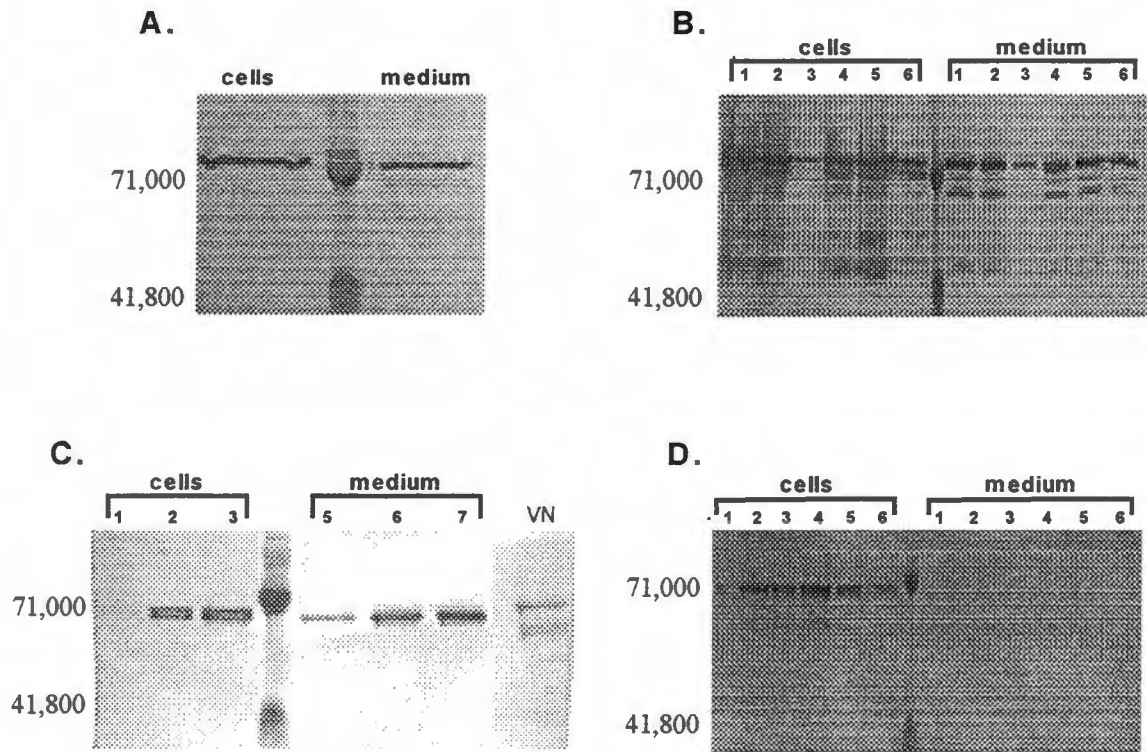 A.
cells medium
71,000
41,800
B.
cells medium
1 2 3 4 5 6 1 2 3 4 5 6
71,000
41,800
C.
cells medium
1 2 3 5 6 7 VN
71,000
41,800
D.
cells medium
1 2 3 4 5 6 1 2 3 4 5 6
71,000
41,800